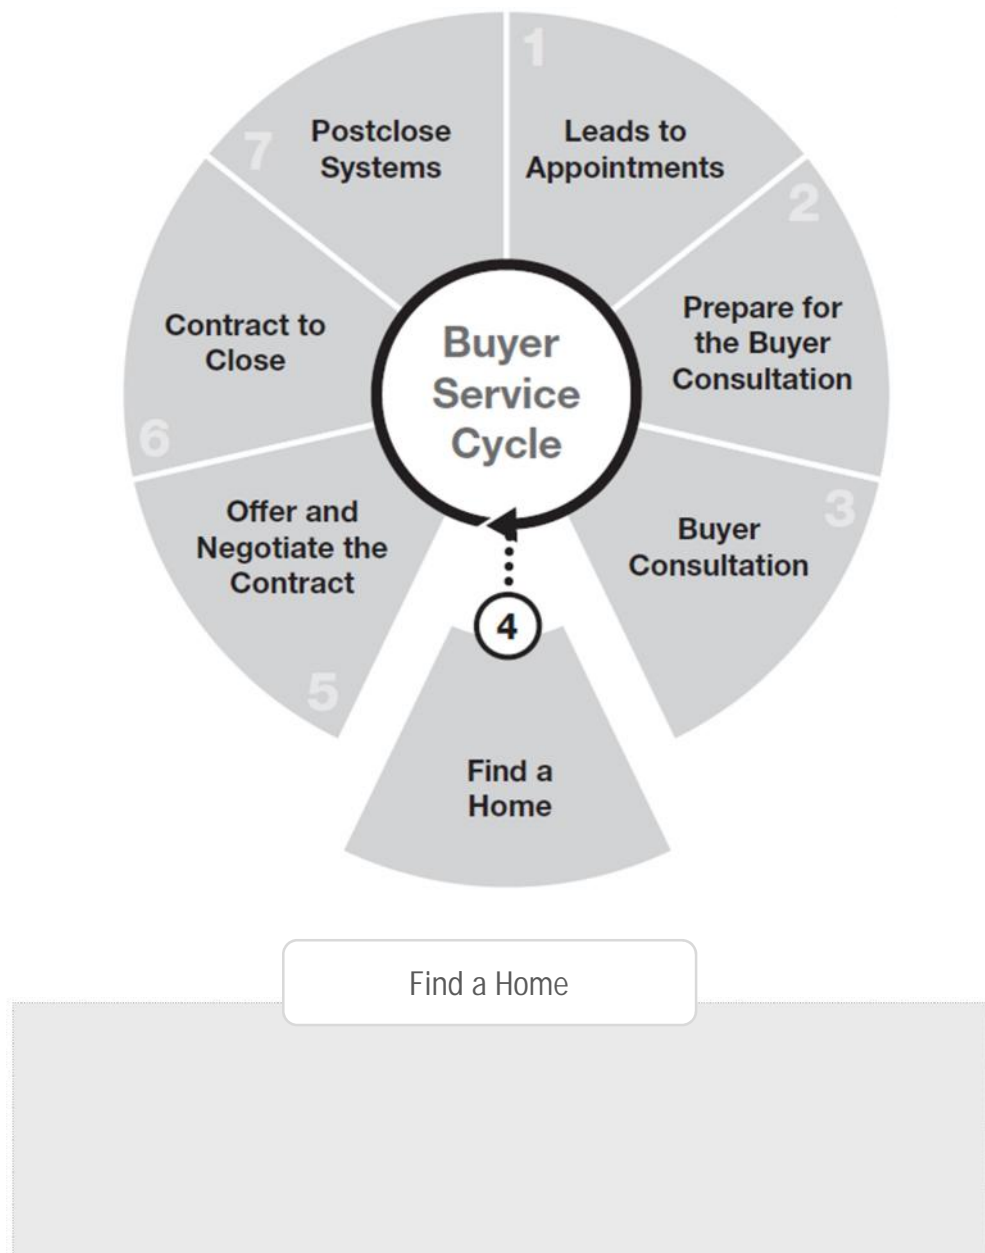 1
Leads to
Appointments
2
Prepare for
the Buyer
Consultation
3
Buyer
Consultation
4
Find a
Home
5
Offer and
Negotiate the
Contract
6
Contract to
Close
7
Postclose
Systems
Buyer
Service
Cycle
Find a Home